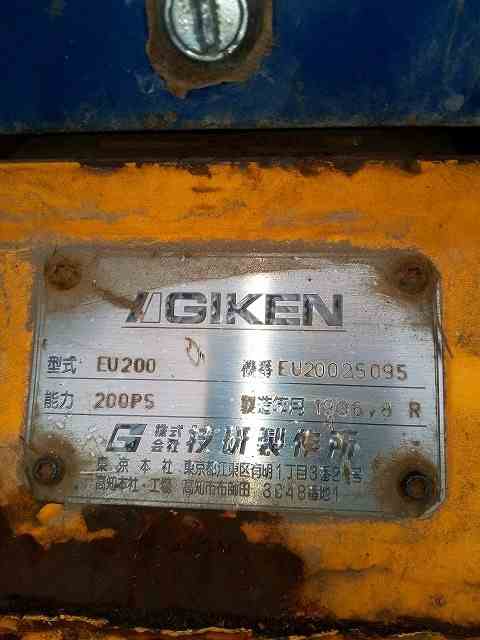 GIKEN
型式 EU200 機番 EU20025095
能力 200PS 製造年月 1996,8 R
株式会社 技研製作所
東京本社 東京都江東区有明1丁目3番28号
高知本社・工場 高知市布師田 3948番地1